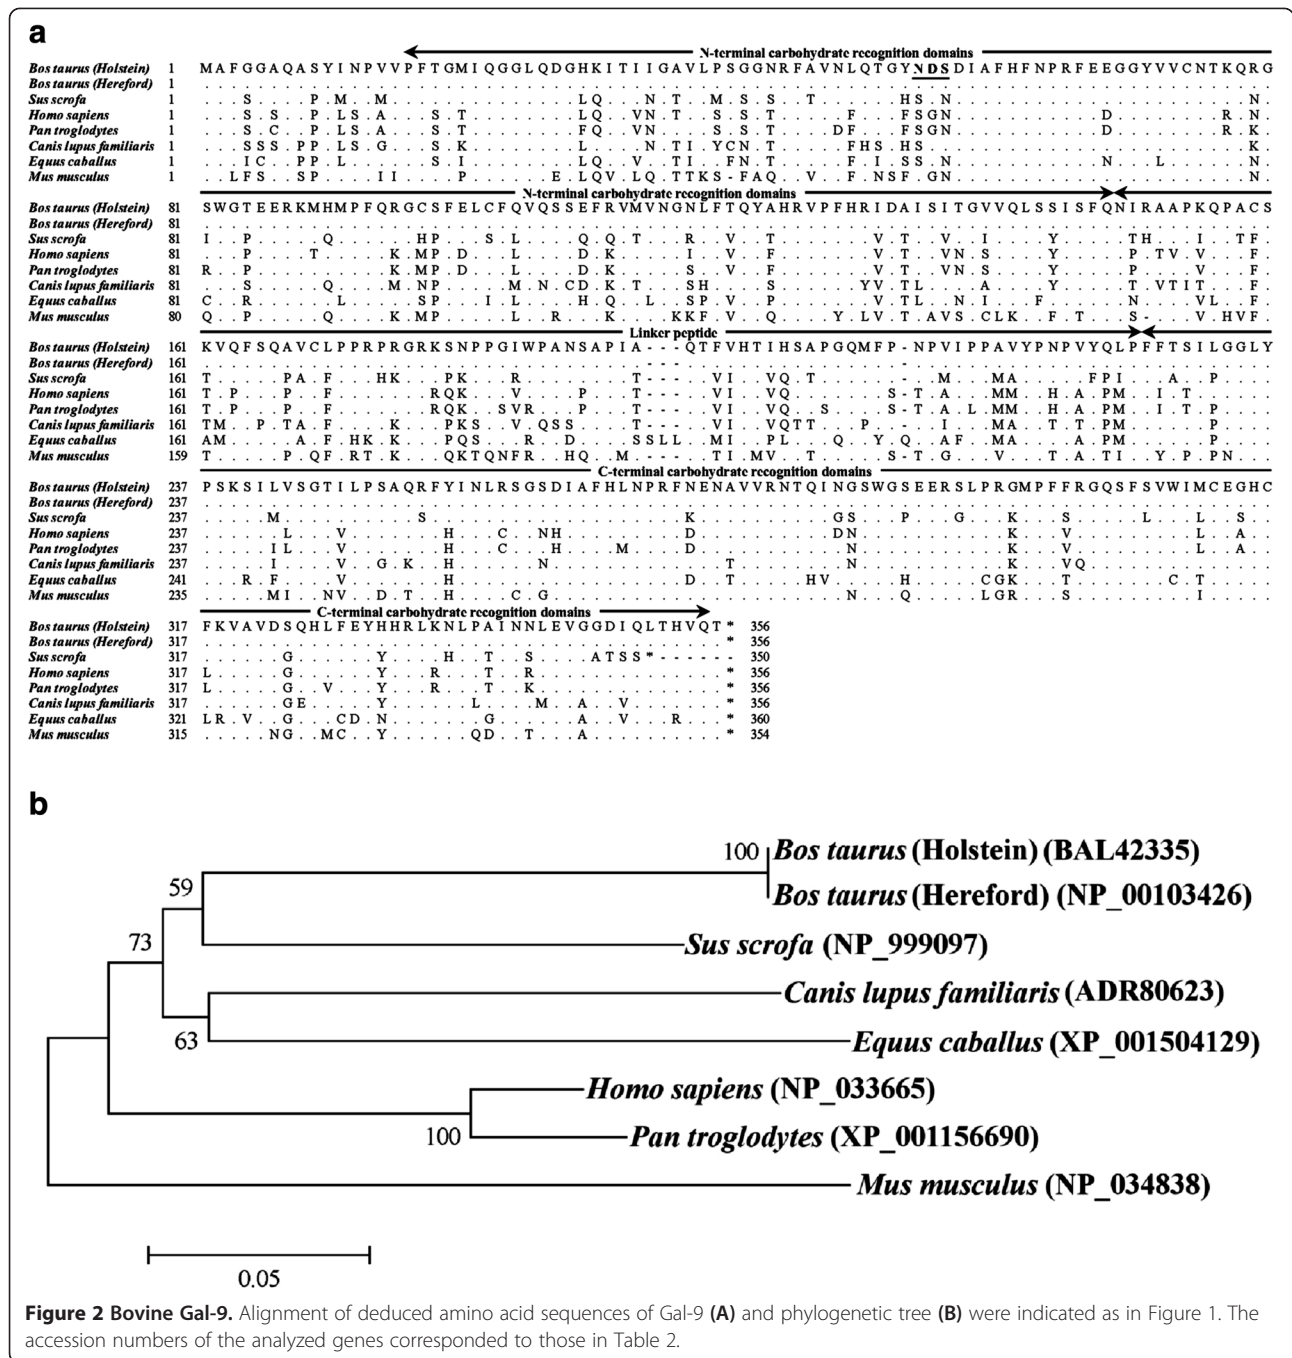 a
N-terminal carbohydrate recognition domains
Bos taurus (Holstein) 1 MAFGGAQASYINPVVPFTGMIQGGLQDGHKITIIGAVLPSGGNRFAVNLQTGYNDSDIAFHFNPRFEEGGYVVCNTKQRG
Bos taurus (Hereford) 1
Sus scrofa 1 S P M M L Q N T M S S T H S N N
Homo sapiens 1 S S P L S A S T L Q V N T S S T F F S G N D R N
Pan troglodytes 1 S C P L S A S T F Q V N S S T D F F S G N D R K
Canis lupus familiaris 1 S S S P P L S G S K L N T I Y C N T F H S H S K
Equus caballus 1 I C P P L S I L Q V T I F N T F S S N N L N
Mus musculus 1 L F S S P I I P E L Q V L Q T T K S - F A Q V F N S F G N N
N-terminal carbohydrate recognition domains
Bos taurus (Holstein) 81 SWGTEERKMHMPFQRGCSFELCFQVQSSEFRVMVNGNLFTQYAHRVPFHRIDAISITGVVQLSSISFQNIRAAPKQPACS
Bos taurus (Hereford) 81
Sus scrofa 81 I P Q H P S L Q Q T R V T V T V I Y T H I T F
Homo sapiens 81 P T K M P D L D K I V F V T V N S Y P T V V F
Pan troglodytes 81 R P K M P D L D K S V F V T V N S Y P V F
Canis lupus familiaris 81 S Q M N P M N C D K T S H S Y V T L A Y T V T I T F
Equus caballus 81 C R L S P I L H Q L S P V P V T L N I F N V L F
Mus musculus 80 Q P Q K M P L R K K K F V Q Y L V T A V S C L K F T S - V H V F
Linker peptide
Bos taurus (Holstein) 161 KVQFSQAVCLPPRPRGRKSNPPGIWPANSAPIA---QTFVHTIHSAPGQMFP-NPVIPPAVYPNPVYQLPFFTSILGGLY
Bos taurus (Hereford) 161
Sus scrofa 161 T P A F H K P K R T - - - V I V Q T - M M A F P I A P
Homo sapiens 161 T P P F R Q K V P T - - - V I V Q S - T A M M H A P M I T
Pan troglodytes 161 T P P F R Q K S V R P T - - - V I V Q S S - T A L M M H A P M I T P
Canis lupus familiaris 161 T M P T A F K P K S V Q S S T - - - V I V Q T T P - I M A T A P M P
Equus caballus 161 A M A F H K K P Q S R D S S L L M I P L Q Y Q A F M A A P M P
Mus musculus 159 T P Q F R T K Q K T Q N F R H Q M - - - T I M V T S - T G V T A T I Y P P N
C-terminal carbohydrate recognition domains
Bos taurus (Holstein) 237 PSKSILVSGTILPSAQRFYINLRSGSDIAFHLNPRFNENAVVRNTQINGSWGSEERSLPRGMPFFRGQSFSVWIMCEGHC
Bos taurus (Hereford) 237
Sus scrofa 237 M S K G S P G K S L L S
Homo sapiens 237 L V H C N H D D N K V L A
Pan troglodytes 237 I L V H C H M D N K V L A
Canis lupus familiaris 237 I V G K H N T N K V Q
Equus caballus 241 R F V H D T H V H C G K T C T
Mus musculus 235 M I N V D T H C G N Q L G R S I
C-terminal carbohydrate recognition domains
Bos taurus (Holstein) 317 FKVAVDSQHLFEYHHRLKNLPAINNLEVGGDIQLTHVQT* 356
Bos taurus (Hereford) 317 * 356
Sus scrofa 317 G Y H T S A T S S * - - - - - - 350
Homo sapiens 317 L G Y R T R * 356
Pan troglodytes 317 L G V Y R T K * 356
Canis lupus familiaris 317 G E Y L M A V * 356
Equus caballus 321 L R V G C D N G A V R * 360
Mus musculus 315 N G M C Y Q D T A * 354
b
100 Bos taurus (Holstein) (BAL42335)
59
Bos taurus (Hereford) (NP_00103426)
73
Sus scrofa (NP_999097)
Canis lupus familiaris (ADR80623)
63
Equus caballus (XP_001504129)
Homo sapiens (NP_033665)
100
Pan troglodytes (XP_001156690)
Mus musculus (NP_034838)
0.05
Figure 2 Bovine Gal-9. Alignment of deduced amino acid sequences of Gal-9 (A) and phylogenetic tree (B) were indicated as in Figure 1. The
accession numbers of the analyzed genes corresponded to those in Table 2.